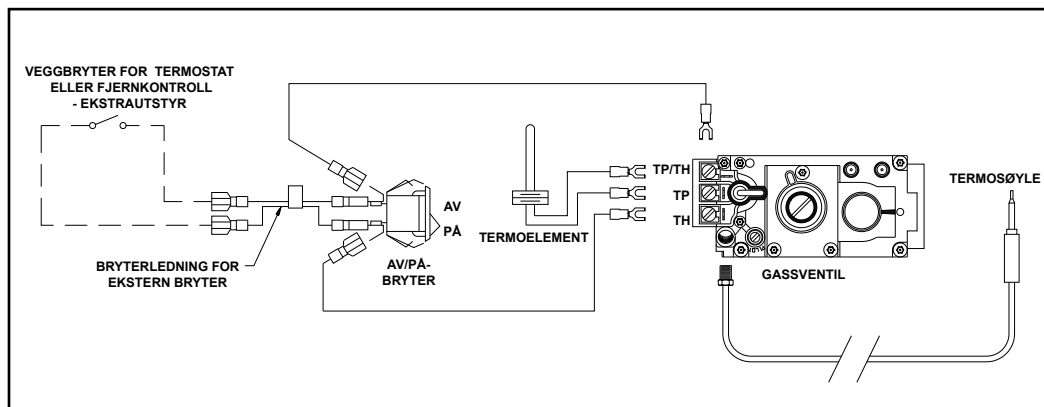 VEGGBRYTER FOR TERMOSTAT
ELLER FJERNKONTROLL
- EKSTRAUTSTYR
BRYTERLEDNING FOR
EKSTERN BRYTER
AV
PÅ
AV/PÅ-
BRYTER
TERMOELEMENT
TP/TH
TP
TH
GASSVENTIL
TERMOSØYLE